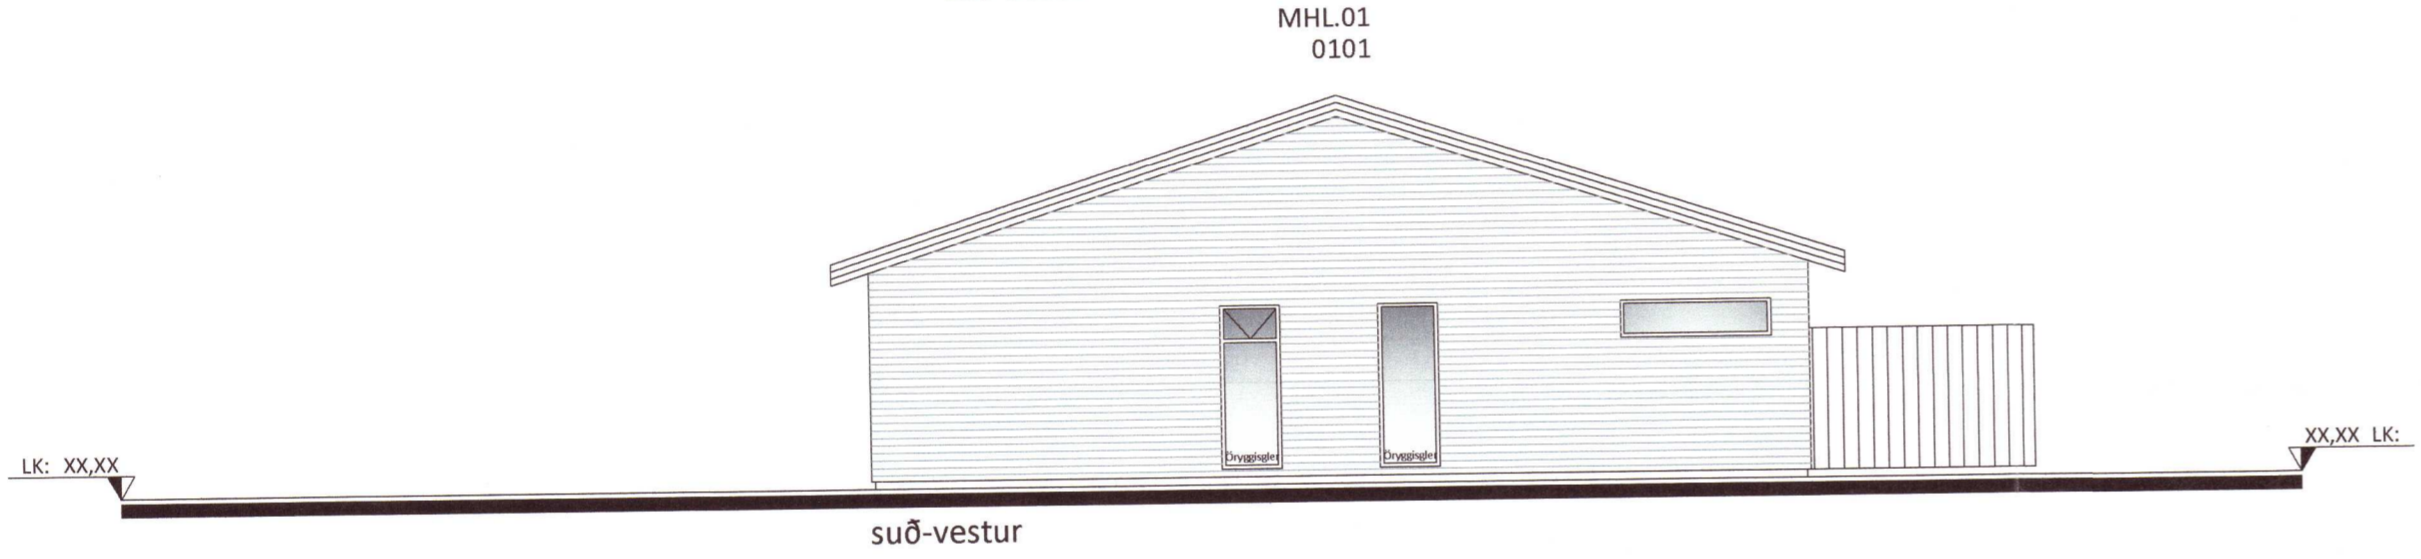 MHL.01
0101
Öryggisgler
Öryggisgler
LK: XX,XX
XX,XX LK:
suð-vestur